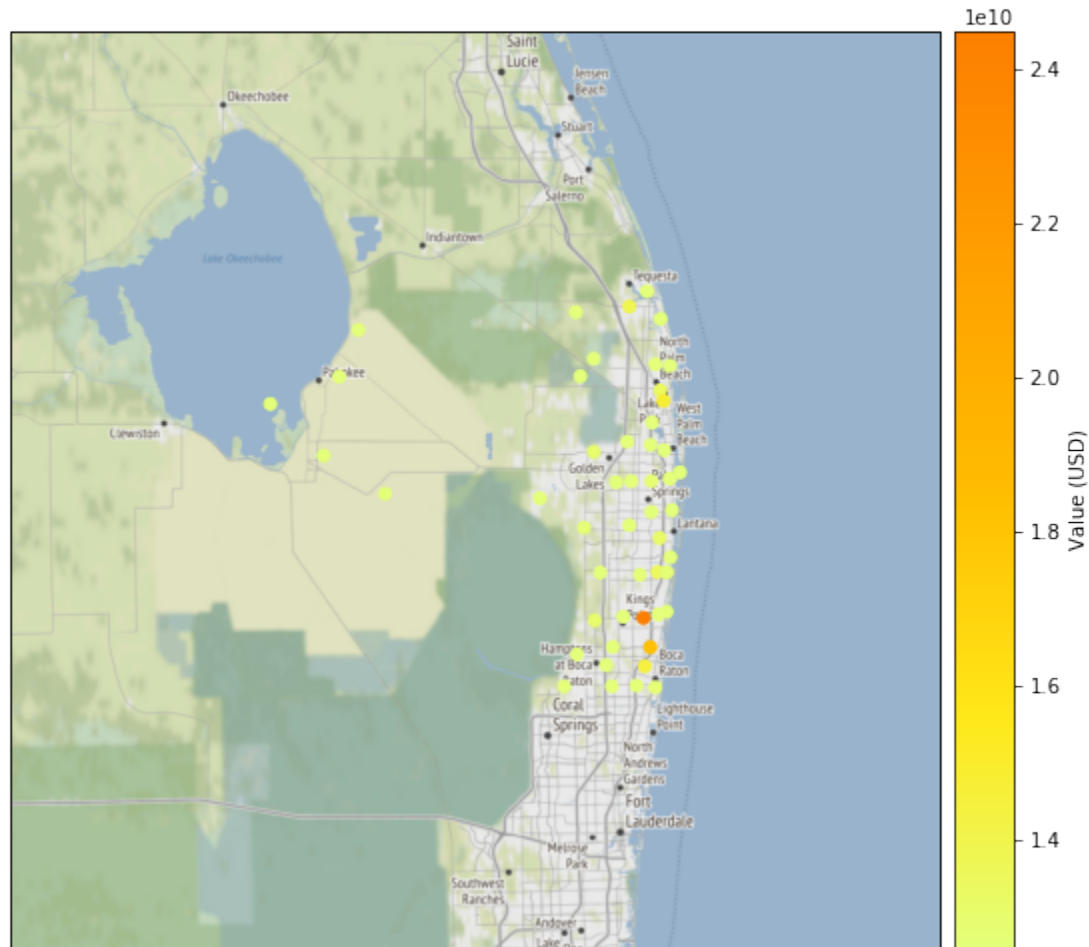 1e10
Saint
Lucie
2.4
Jensen
Beach
Okeechobee
Stuart
Port
Salerno
2.2
Indiantown
Lake Okeechobee
Tequesta
North
Palm
Beach
2.0
West
Palm
Beach
Clewiston
Golden
Lakes
Springs
Lantana
1.8
Value (USD)
Kings
Hamptons
at Boca
Raton
Boca
Raton
1.6
Coral
Springs
Lighthouse
Point
North
Andrews
Gardens
Fort
Lauderdale
1.4
Melrose
Park
Southwest
Ranches
Andover
Lake